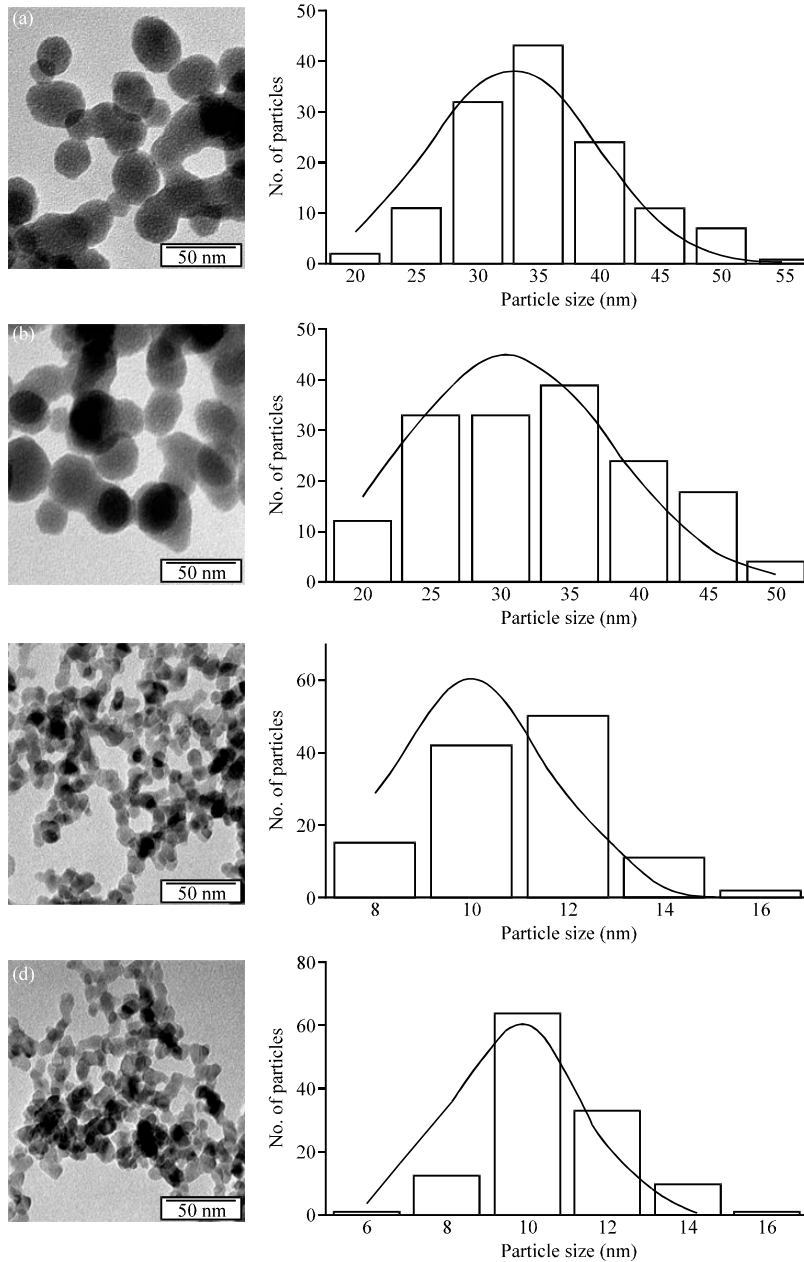 (a)
50 nm
50
40
30
20
10
0
No. of particles
20 25 30 35 40 45 50 55
Particle size (nm)
(b)
50 nm
50
40
30
20
10
0
No. of particles
20 25 30 35 40 45 50
Particle size (nm)
50 nm
60
40
20
0
No. of particles
8 10 12 14 16
Particle size (nm)
(d)
50 nm
80
60
40
20
0
No. of particles
6 8 10 12 14 16
Particle size (nm)